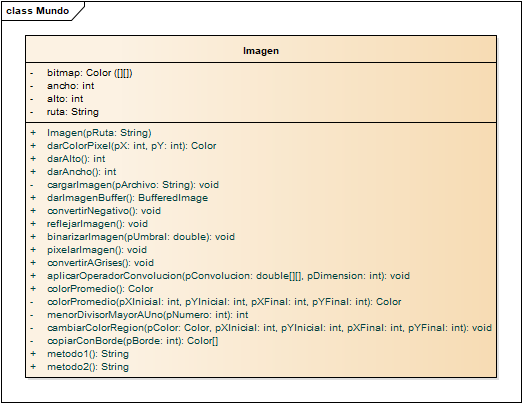 class Mundo
Imagen
- bitmap: Color ([][])
- ancho: int
- alto: int
- ruta: String
+ Imagen(pRuta: String)
+ darColorPixel(pX: int, pY: int): Color
+ darAlto(): int
+ darAncho(): int
- cargarImagen(pArchivo: String): void
+ darImagenBuffer(): BufferedImage
+ convertirNegativo(): void
+ reflejarImagen(): void
+ binarizarImagen(pUmbral: double): void
+ pixelarImagen(): void
+ convertirAGrises(): void
+ aplicarOperadorConvolucion(pConvolucion: double[][], pDimension: int): void
+ colorPromedio(): Color
- colorPromedio(pXInicial: int, pYInicial: int, pXFinal: int, pYFinal: int): Color
- menorDivisorMayorAUno(pNumero: int): int
- cambiarColorRegion(pColor: Color, pXInicial: int, pYInicial: int, pXFinal: int, pYFinal: int): void
- copiarConBorde(pBorde: int): Color[]
+ metodo1(): String
+ metodo2(): String